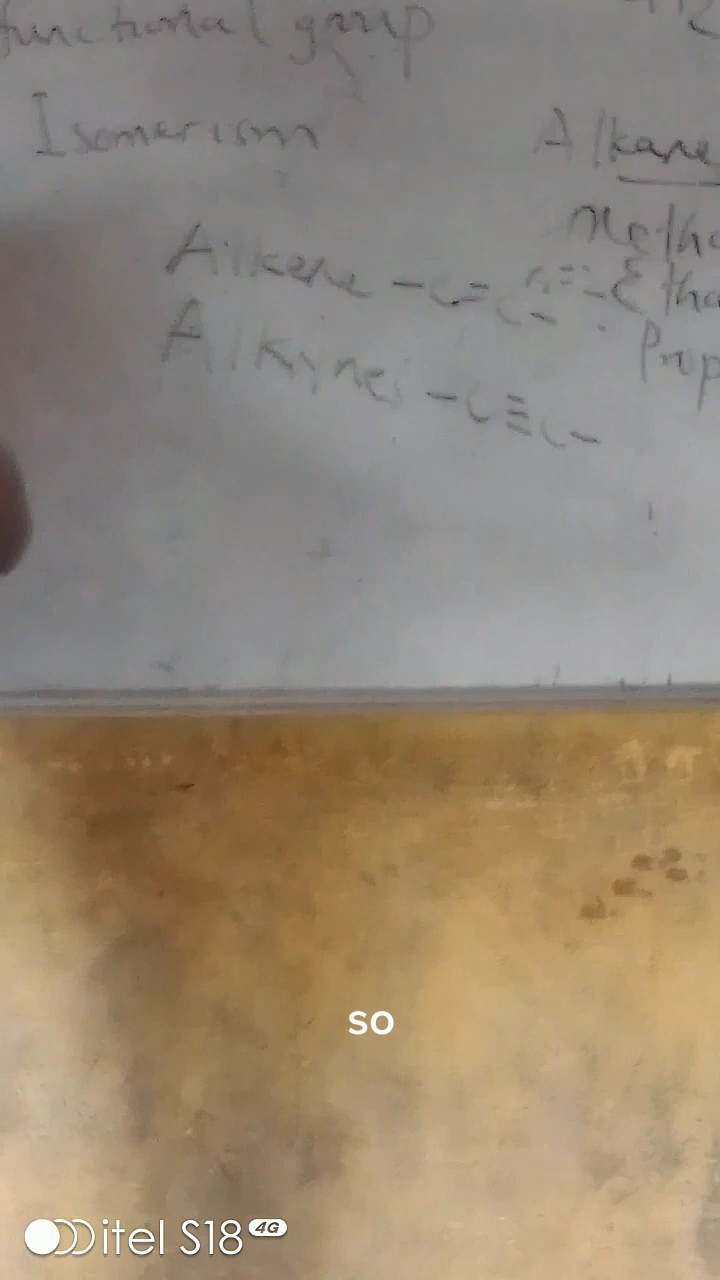 functional group
Isomerism
Alkane
Alkene -C=C-
Alkynes -C≡C-
so
itel S18 4G